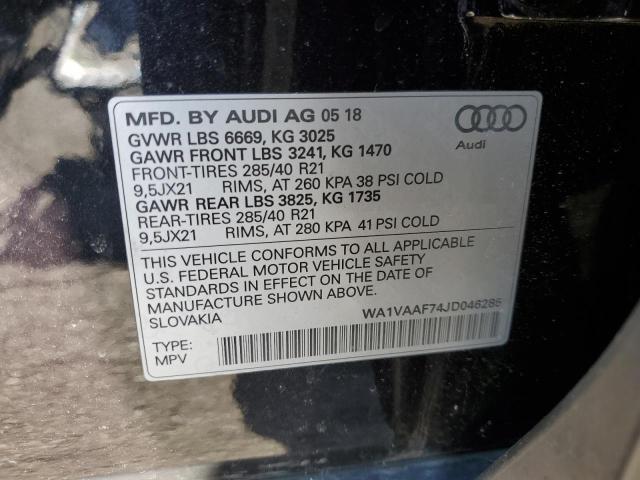 MFD. BY AUDI AG 05 18
GVWR LBS 6669, KG 3025
GAWR FRONT LBS 3241, KG 1470
FRONT-TIRES 285/40 R21
9,5JX21 RIMS, AT 260 KPA 38 PSI COLD
GAWR REAR LBS 3825, KG 1735
REAR-TIRES 285/40 R21
9,5JX21 RIMS, AT 280 KPA 41 PSI COLD
Audi
THIS VEHICLE CONFORMS TO ALL APPLICABLE
U.S. FEDERAL MOTOR VEHICLE SAFETY
STANDARDS IN EFFECT ON THE DATE OF
MANUFACTURE SHOWN ABOVE.
SLOVAKIA
WA1VAAF74JD046285
TYPE:
MPV